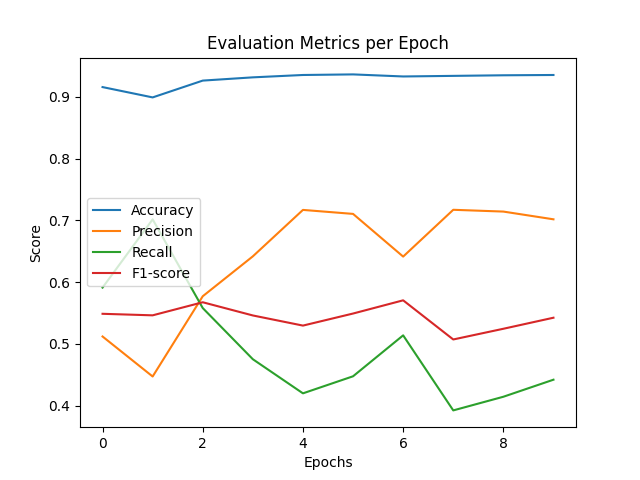 Evaluation Metrics per Epoch
0.9
0.8
0.7
0.6
0.5
0.4
Score
Accuracy
Precision
Recall
F1-score
0 2 4 6 8
Epochs